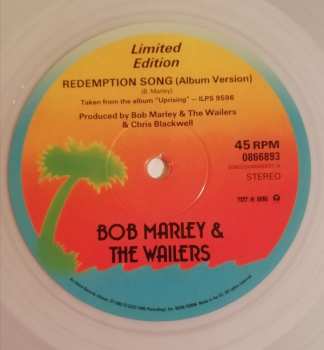 Limited
Edition
REDEMPTION SONG (Album Version)
(B. Marley)
Taken from the album "Uprising" – ILPS 9596
Produced by Bob Marley & The Wailers
& Chris Blackwell
45 RPM
0866893
STEREO
BOB MARLEY &
THE WAILERS